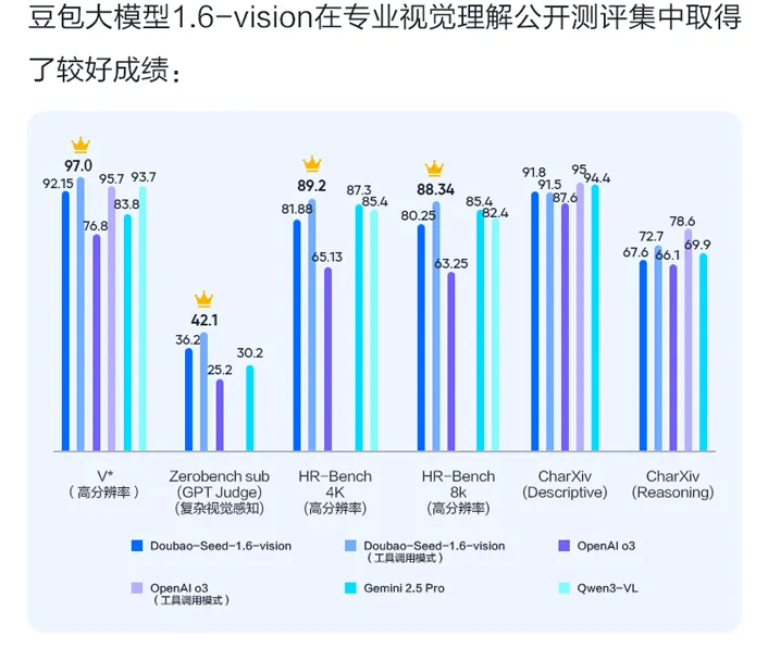 豆包大模型1.6-vision在专业视觉理解公开测评集中取得
了较好成绩：
92.15
97.0
76.8
95.7
83.8
93.7
36.2
42.1
25.2
30.2
81.88
89.2
65.13
87.3
85.4
80.25
88.34
63.25
85.4
82.4
91.8
91.5
87.6
95
94.4
67.6
72.7
66.1
78.6
69.9
V*
（高分辨率）
Zerobench sub
(GPT Judge)
(复杂视觉感知)
HR-Bench
4K
(高分辨率)
HR-Bench
8k
(高分辨率)
CharXiv
(Descriptive)
CharXiv
(Reasoning)
Doubao-Seed-1.6-vision
Doubao-Seed-1.6-vision
（工具调用模式）
OpenAI o3
OpenAI o3
（工具调用模式）
Gemini 2.5 Pro
Qwen3-VL